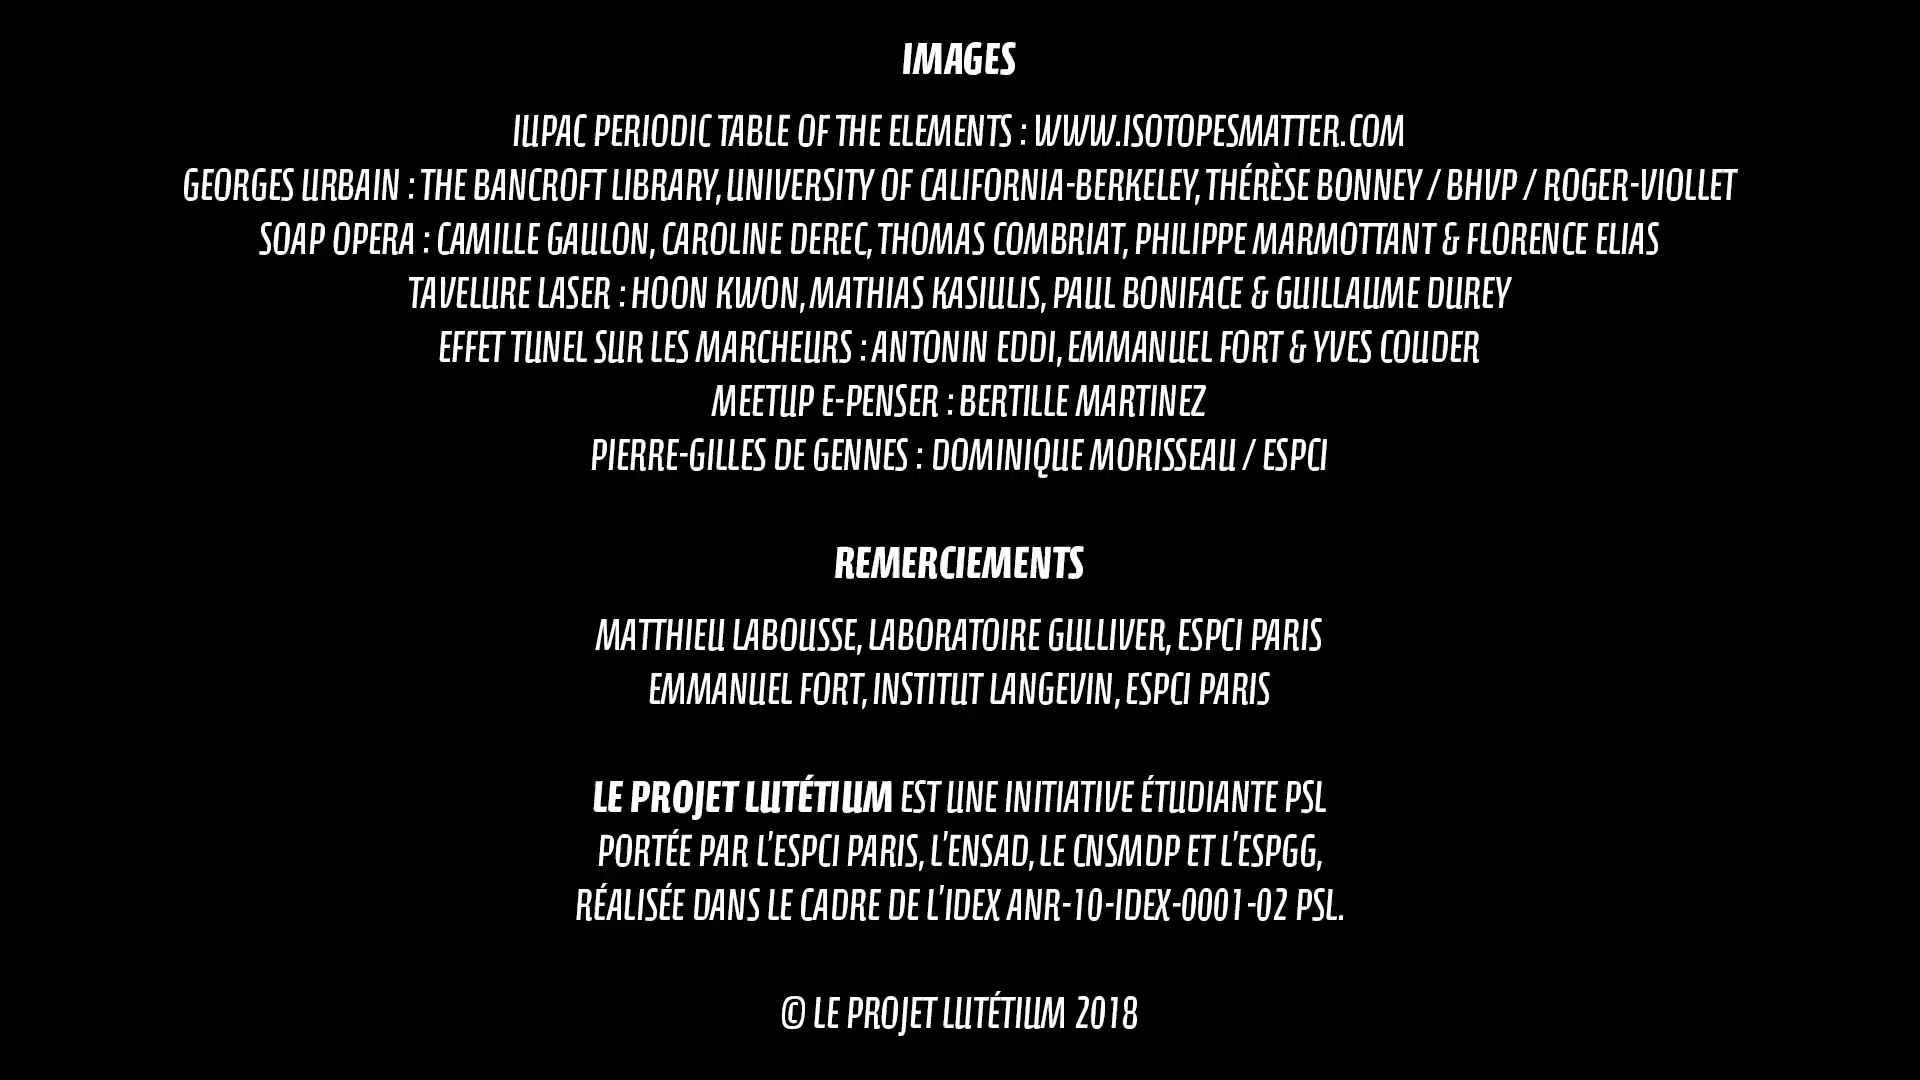 IMAGES
IUPAC PERIODIC TABLE OF THE ELEMENTS : WWW.ISOTOPESMATTER.COM
GEORGES URBAIN : THE BANCROFT LIBRARY, UNIVERSITY OF CALIFORNIA-BERKELEY, THÉRÈSE BONNEY / BHVP / ROGER-VIOLLET
SOAP OPERA : CAMILLE GAULON, CAROLINE DEREC, THOMAS COMBRIAT, PHILIPPE MARMOTTANT & FLORENCE ELIAS
TAVELURE LASER : HOON KWON, MATHIAS KASIULIS, PAUL BONIFACE & GUILLAUME DUREY
EFFET TUNEL SUR LES MARCHEURS : ANTONIN EDDI, EMMANUEL FORT & YVES COUDER
MEETUP E-PENSER : BERTILLE MARTINEZ
PIERRE-GILLES DE GENNES : DOMINIQUE MORISSEAU / ESPCI
REMERCIEMENTS
MATTHIEU LABOUSSE, LABORATOIRE GULLIVER, ESPCI PARIS
EMMANUEL FORT, INSTITUT LANGEVIN, ESPCI PARIS
LE PROJET LUTÉTIUM EST UNE INITIATIVE ÉTUDIANTE PSL
PORTÉE PAR L'ESPCI PARIS, L'ENSAD, LE CNSMDP ET L'ESPGG,
RÉALISÉE DANS LE CADRE DE L'IDEX ANR-10-IDEX-0001-02 PSL.
© LE PROJET LUTÉTIUM 2018